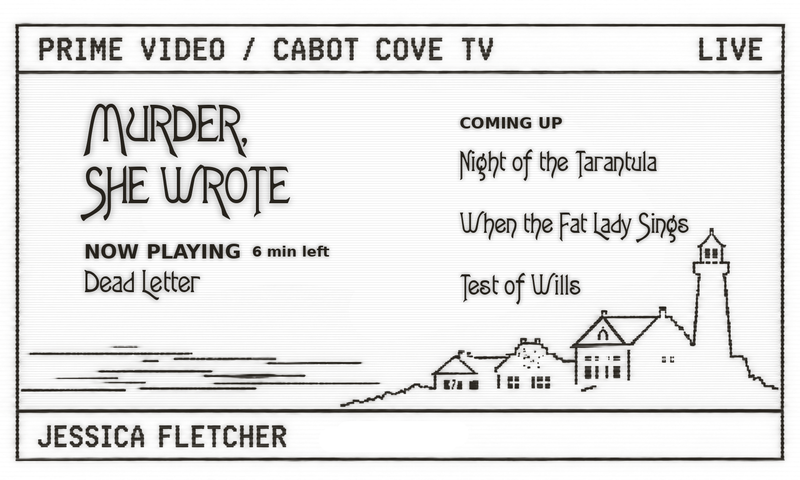 PRIME VIDEO / CABOT COVE TV
LIVE
MURDER,
SHE WROTE
NOW PLAYING 6 min left
Dead Letter
COMING UP
Night of the Tarantula
When the Fat Lady Sings
Test of Wills
JESSICA FLETCHER